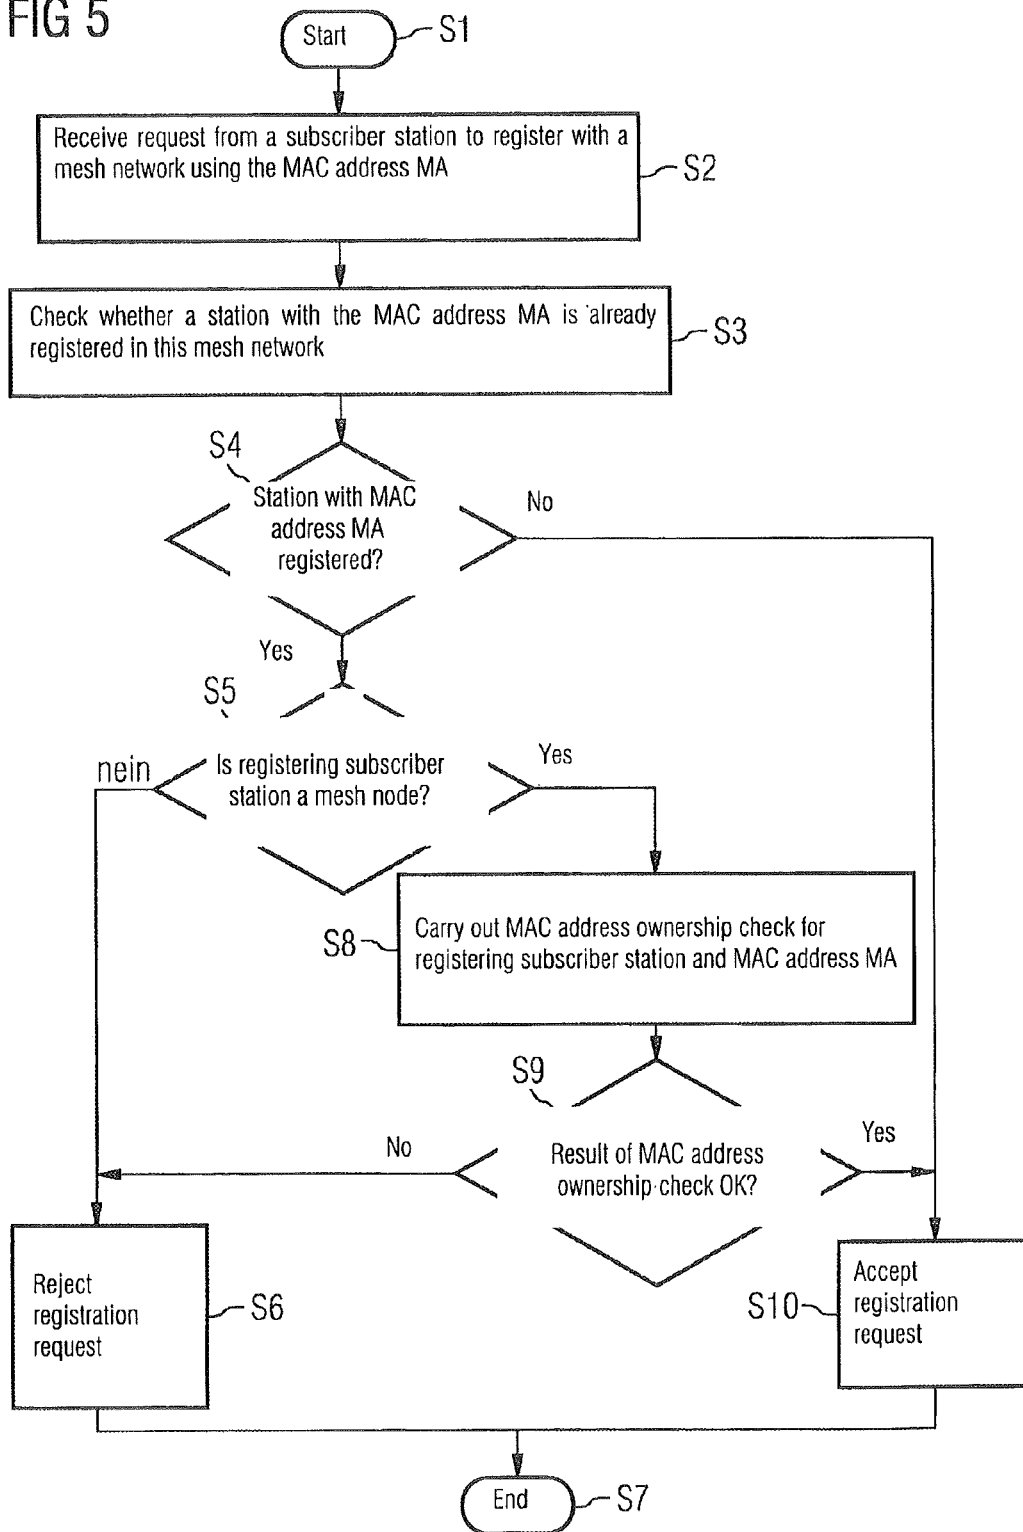 FIG 5
Start
S1
Receive request from a subscriber station to register with a
mesh network using the MAC address MA
S2
Check whether a station with the MAC address MA is already
registered in this mesh network
S3
S4
Station with MAC
address MA
registered?
No
Yes
S5
nein
Is registering subscriber
station a mesh node?
Yes
S8
Carry out MAC address ownership check for
registering subscriber station and MAC address MA
S9
No
Result of MAC address
ownership check OK?
Yes
Reject
registration
request
S6
S10
Accept
registration
request
End
S7